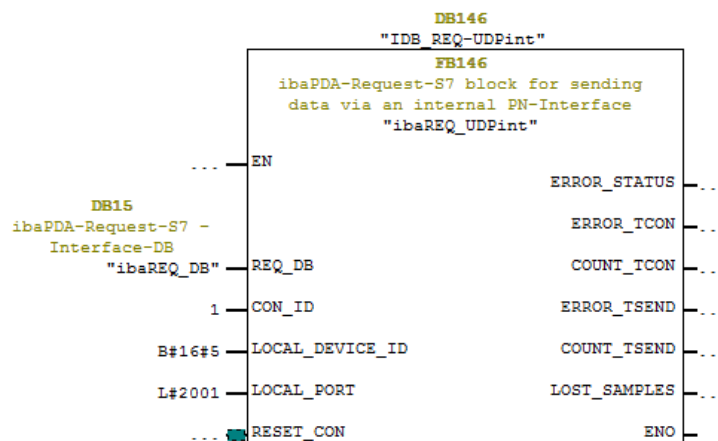 DB146
"IDB_REQ-UDPint"
FB146
ibaPDA-Request-S7 block for sending
data via an internal PN-Interface
"ibaREQ_UDPint"
... EN
ERROR_STATUS ..
DB15
ibaPDA-Request-S7 -
Interface-DB
"ibaREQ_DB" REQ_DB
ERROR_TCON ..
COUNT_TCON ..
1 CON_ID
ERROR_TSEND ..
B#16#5 LOCAL_DEVICE_ID
COUNT_TSEND ..
L#2001 LOCAL_PORT
LOST_SAMPLES ..
... RESET_CON
ENO